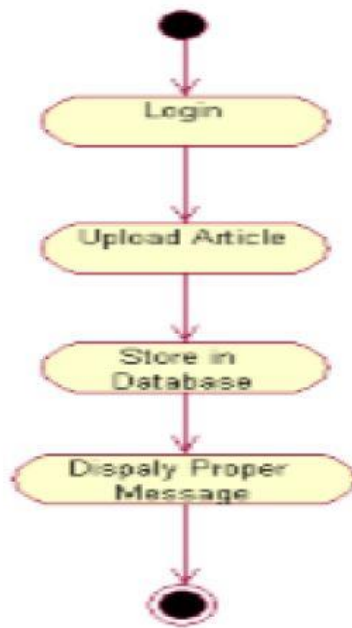 Login
Upload Article
Store in
Database
Dispaly Proper
Message